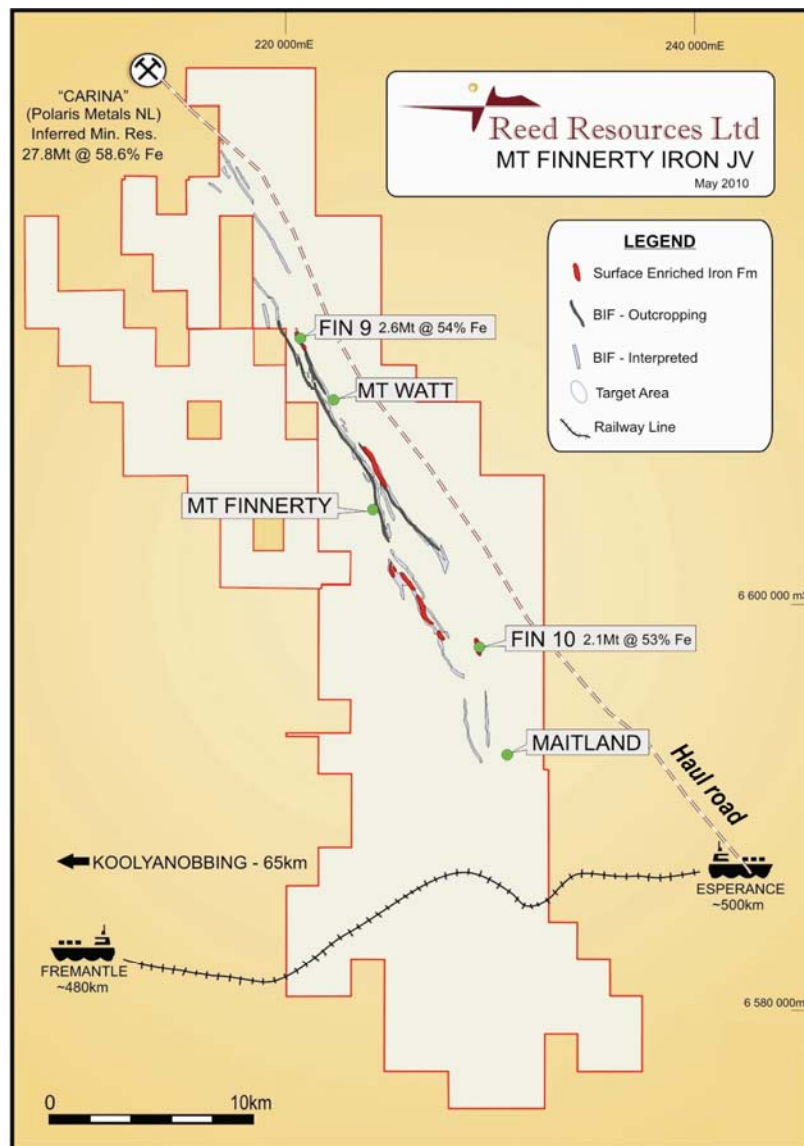 220 000mE
240 000mE
"CARINA"
(Polaris Metals NL)
Inferred Min. Res.
27.8Mt @ 58.6% Fe
Reed Resources Ltd
MT FINNERTY IRON JV
May 2010
LEGEND
Surface Enriched Iron Fm
BIF - Outcropping
BIF - Interpreted
Target Area
Railway Line
FIN 9 2.6Mt @ 54% Fe
MT WATT
MT FINNERTY
6 600 000 mS
FIN 10 2.1Mt @ 53% Fe
MAITLAND
Haul road
KOOLYANOBBING - 65km
ESPERANCE
~500km
FREMANTLE
~480km
6 580 000mS
0 10km